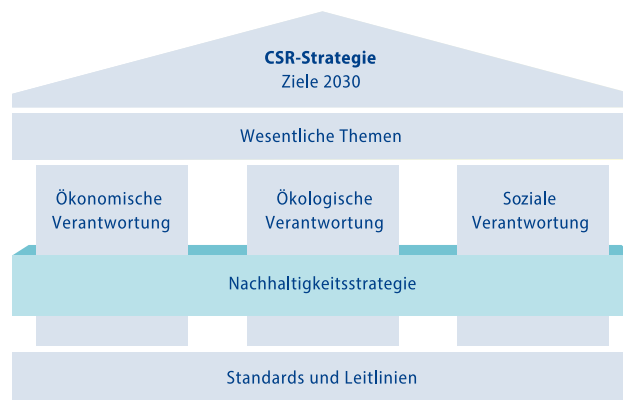 CSR-Strategie
Ziele 2030
Wesentliche Themen
Ökonomische
Verantwortung
Ökologische
Verantwortung
Soziale
Verantwortung
Nachhaltigkeitsstrategie
Standards und Leitlinien